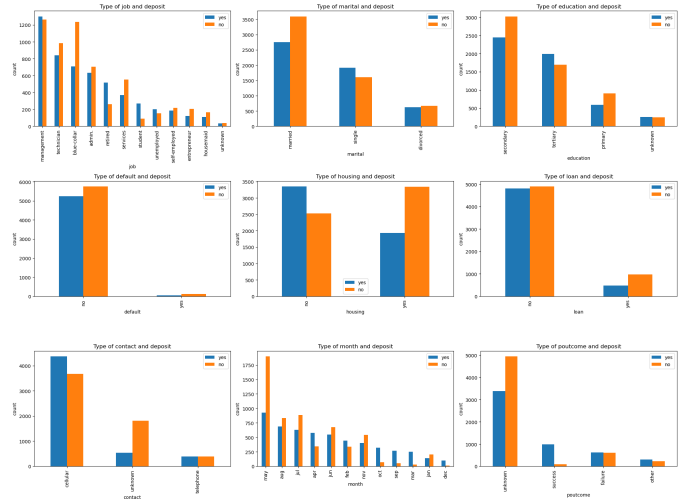 Type of job and deposit
yes
no
1200
1000
800
600
400
200
0
count
management
technician
blue-collar
admin.
retired
services
student
unemployed
self-employed
entrepreneur
housemaid
unknown
job
Type of marital and deposit
yes
no
3500
3000
2500
2000
1500
1000
500
0
count
married
single
divorced
marital
Type of education and deposit
yes
no
3000
2500
2000
1500
1000
500
0
count
secondary
tertiary
primary
unknown
education
Type of default and deposit
yes
no
6000
5000
4000
3000
2000
1000
0
count
no
yes
default
Type of housing and deposit
3500
3000
2500
2000
1500
1000
500
0
count
yes
no
no
yes
housing
Type of loan and deposit
yes
no
5000
4000
3000
2000
1000
0
count
no
yes
loan
Type of contact and deposit
yes
no
4000
3000
2000
1000
0
count
cellular
unknown
telephone
contact
Type of month and deposit
yes
no
1750
1500
1250
1000
750
500
250
0
count
may
aug
jul
apr
jun
feb
nov
oct
sep
mar
jan
dec
month
Type of poutcome and deposit
yes
no
5000
4000
3000
2000
1000
0
count
unknown
success
failure
other
poutcome